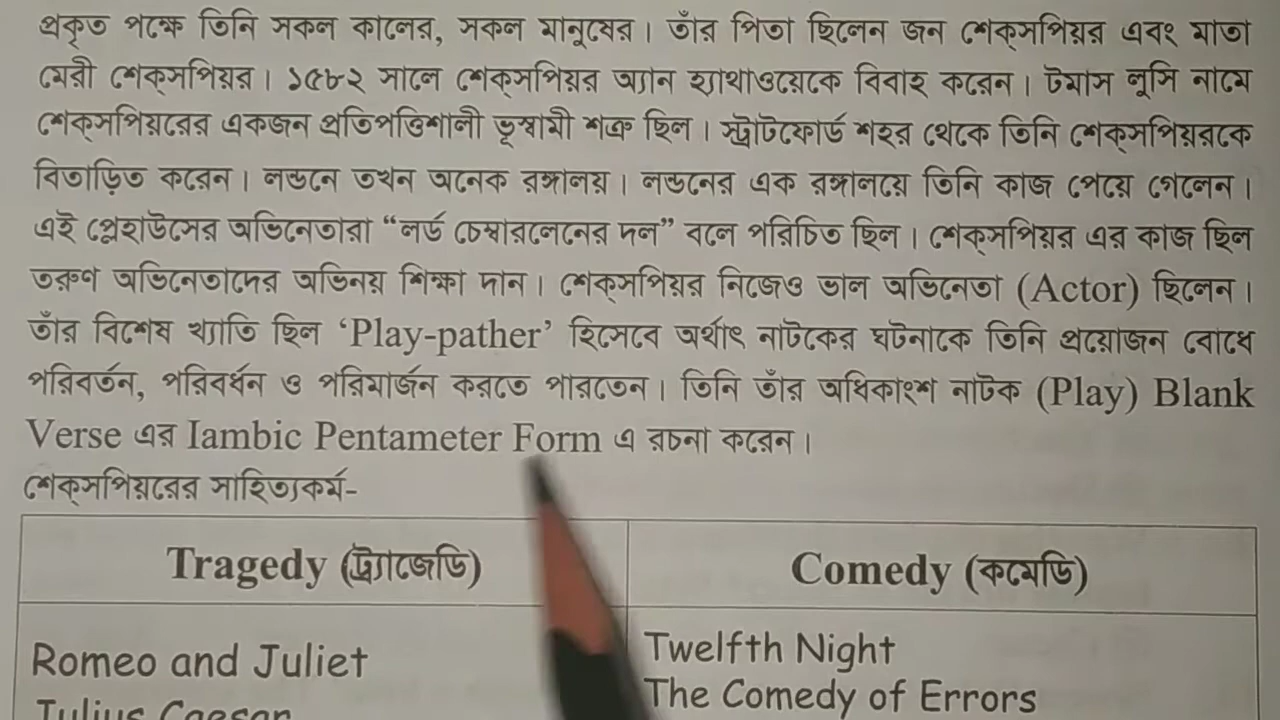 প্রকৃত পক্ষে তিনি সকল কালের, সকল মানুষের। তাঁর পিতা ছিলেন জন শেক্সপিয়র এবং মাতা
মেরী শেক্সপিয়র। ১৫৮২ সালে শেক্সপিয়র অ্যান হ্যাথাওয়েকে বিবাহ করেন। টমাস লুসি নামে
শেক্সপিয়রের একজন প্রতিপত্তিশালী ভূস্বামী শত্রু ছিল। স্ট্রাটফোর্ড শহর থেকে তিনি শেক্সপিয়রকে
বিতাড়িত করেন। লন্ডনে তখন অনেক রঙ্গালয়। লন্ডনের এক রঙ্গালয়ে তিনি কাজ পেয়ে গেলেন।
এই প্লেহাউসের অভিনেতারা “লর্ড চেম্বারলেনের দল” বলে পরিচিত ছিল। শেক্সপিয়র এর কাজ ছিল
তরুণ অভিনেতাদের অভিনয় শিক্ষা দান। শেক্সপিয়র নিজেও ভাল অভিনেতা (Actor) ছিলেন।
তাঁর বিশেষ খ্যাতি ছিল ‘Play-pather’ হিসেবে অর্থাৎ নাটকের ঘটনাকে তিনি প্রয়োজন বোধে
পরিবর্তন, পরিবর্ধন ও পরিমার্জন করতে পারতেন। তিনি তাঁর অধিকাংশ নাটক (Play) Blank
Verse এর Iambic Pentameter Form এ রচনা করেন।
শেক্সপিয়রের সাহিত্যকর্ম-
Tragedy (ট্র্যাজেডি)
Comedy (কমেডি)
Romeo and Juliet
Twelfth Night
Julius Caesar
The Comedy of Errors